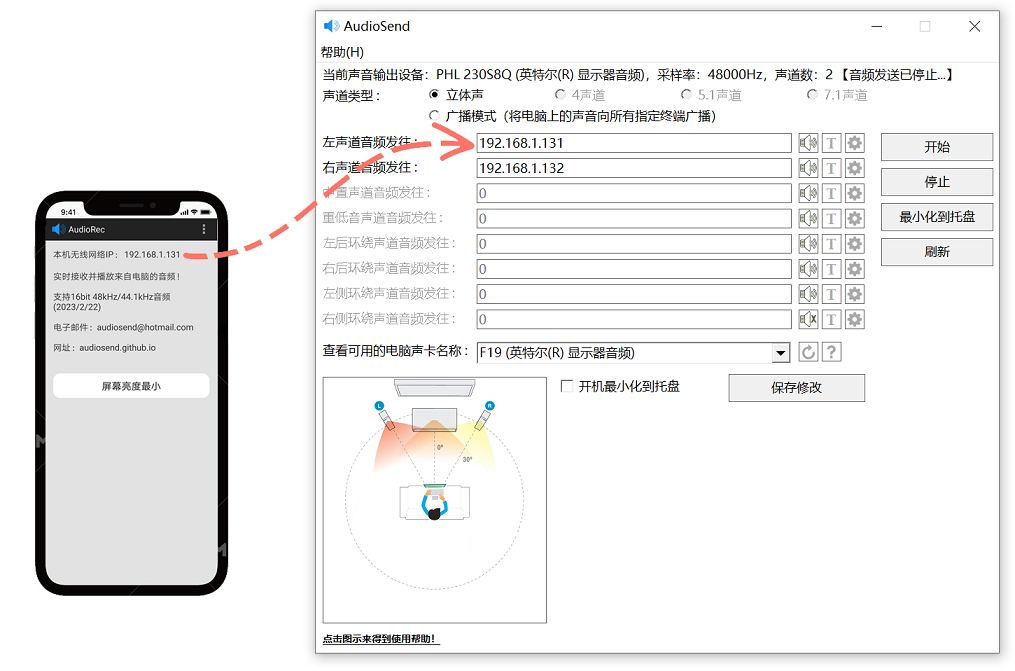 AudioSend
帮助(H)
当前声音输出设备：PHL 230S8Q (英特尔(R) 显示器音频)，采样率：48000Hz，声道数：2 【音频发送已停止...】
声道类型： 立体声 4声道 5.1声道 7.1声道
广播模式（将电脑上的声音向所有指定终端广播）
左声道音频发往： 192.168.1.131 T 开始
右声道音频发往： 192.168.1.132 T
中置声道音频发往： 0 T 停止
重低音声道音频发往： 0 T 最小化到托盘
左后环绕声道音频发往： 0 T 刷新
右后环绕声道音频发往： 0 T
左侧环绕声道音频发往： 0 T
右侧环绕声道音频发往： 0 T
查看可用的电脑声卡名称： F19 (英特尔(R) 显示器音频) ?
开机最小化到托盘 保存修改
L R
0°
30°
点击图示来得到使用帮助！
9:41
AudioRec
本机无线网络IP： 192.168.1.131
实时接收并播放来自电脑的音频！
支持16bit 48kHz/44.1kHz音频
(2023/2/22)
电子邮件：audiosend@hotmail.com
网址：audiosend.github.io
屏幕亮度最小